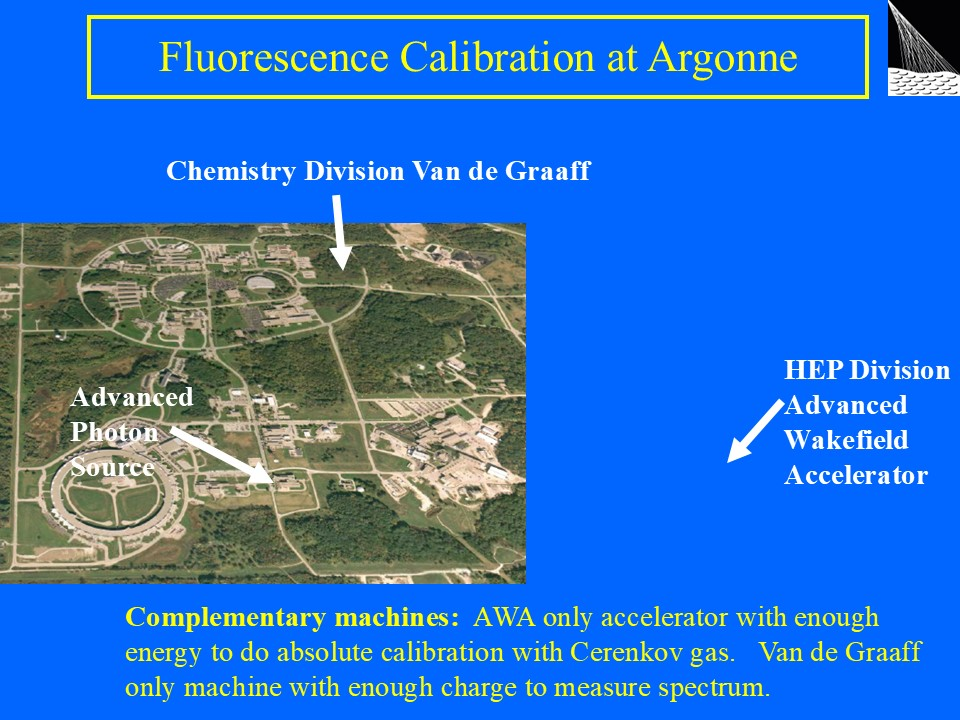 Fluorescence Calibration at Argonne
Chemistry Division Van de Graaff
Advanced
Photon
Source
HEP Division
Advanced
Wakefield
Accelerator
Complementary machines: AWA only accelerator with enough
energy to do absolute calibration with Cerenkov gas. Van de Graaff
only machine with enough charge to measure spectrum.